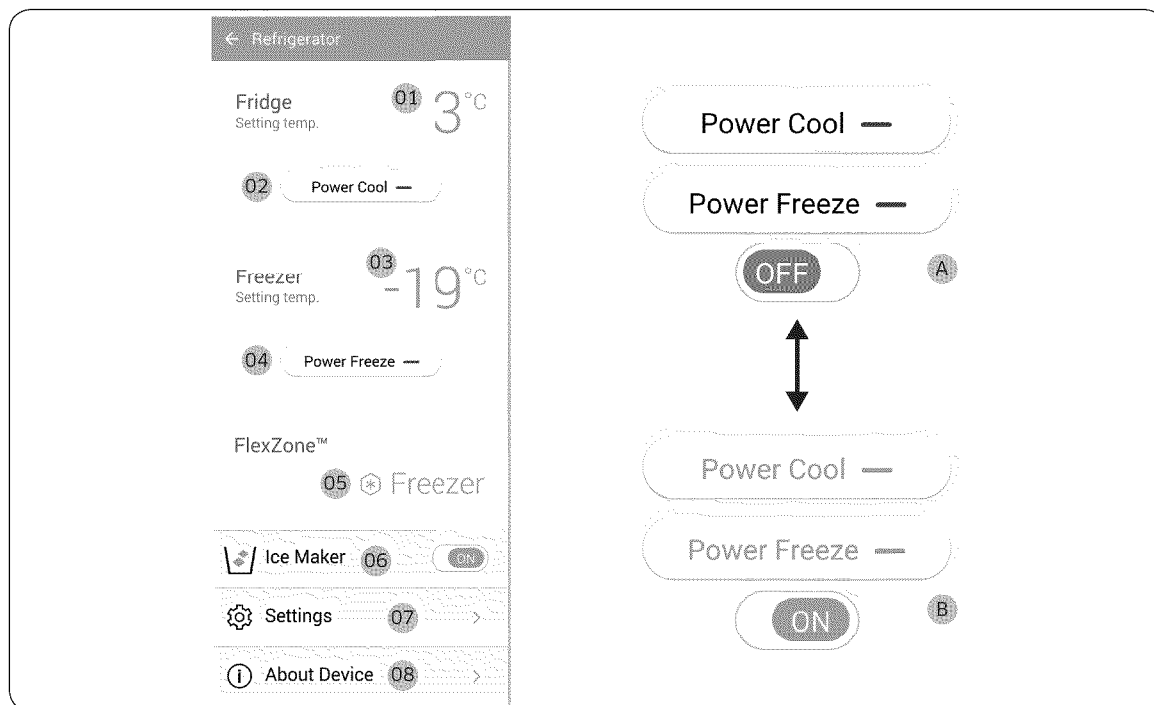 ← Refrigerator
Fridge
Setting temp.
01
3°C
02
Power Cool
Freezer
Setting temp.
03
-19°C
04
Power Freeze
FlexZone™
05
Freezer
Ice Maker
06
ON
Settings
07
>
About Device
08
>
Power Cool
Power Freeze
OFF
A
Power Cool
Power Freeze
ON
B